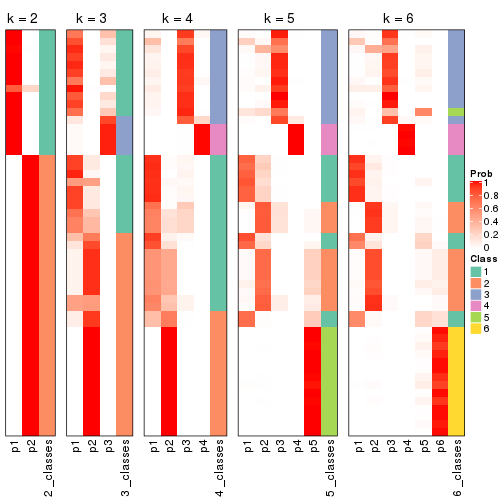 k = 2
k = 3
k = 4
k = 5
k = 6
p1
p2
2_classes
p1
p2
p3
3_classes
p1
p2
p3
p4
4_classes
p1
p2
p3
p4
p5
5_classes
p1
p2
p3
p4
p5
p6
6_classes
Prob
1
0.8
0.6
0.4
0.2
0
Class
1
2
3
4
5
6